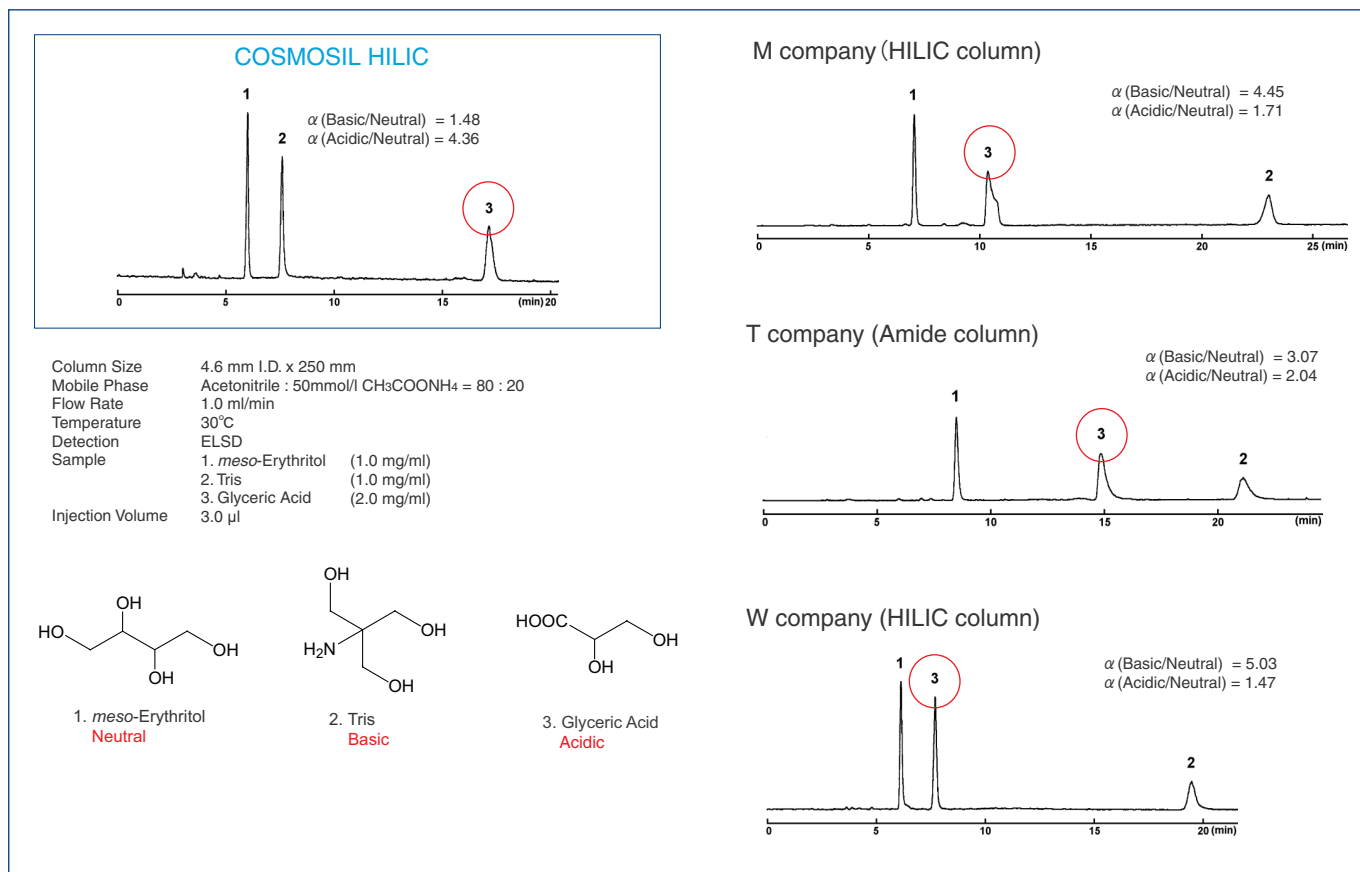 COSMOSIL HILIC
1
2
3
α (Basic/Neutral) = 1.48
α (Acidic/Neutral) = 4.36
0 5 10 15 (min) 20
Column Size 4.6 mm I.D. x 250 mm
Mobile Phase Acetonitrile : 50mmol/l CH3COONH4 = 80 : 20
Flow Rate 1.0 ml/min
Temperature 30°C
Detection ELSD
Sample 1. meso-Erythritol (1.0 mg/ml)
2. Tris (1.0 mg/ml)
3. Glyceric Acid (2.0 mg/ml)
Injection Volume 3.0 µl
HO
OH
OH
OH
1. meso-Erythritol
Neutral
OH
OH
H2N
OH
2. Tris
Basic
HOOC
OH
OH
3. Glyceric Acid
Acidic
M company (HILIC column)
α (Basic/Neutral) = 4.45
α (Acidic/Neutral) = 1.71
1
3
2
0 5 10 15 20 25 (min)
T company (Amide column)
α (Basic/Neutral) = 3.07
α (Acidic/Neutral) = 2.04
1
3
2
0 5 10 15 20 (min)
W company (HILIC column)
α (Basic/Neutral) = 5.03
α (Acidic/Neutral) = 1.47
1
3
2
0 5 10 15 20 (min)